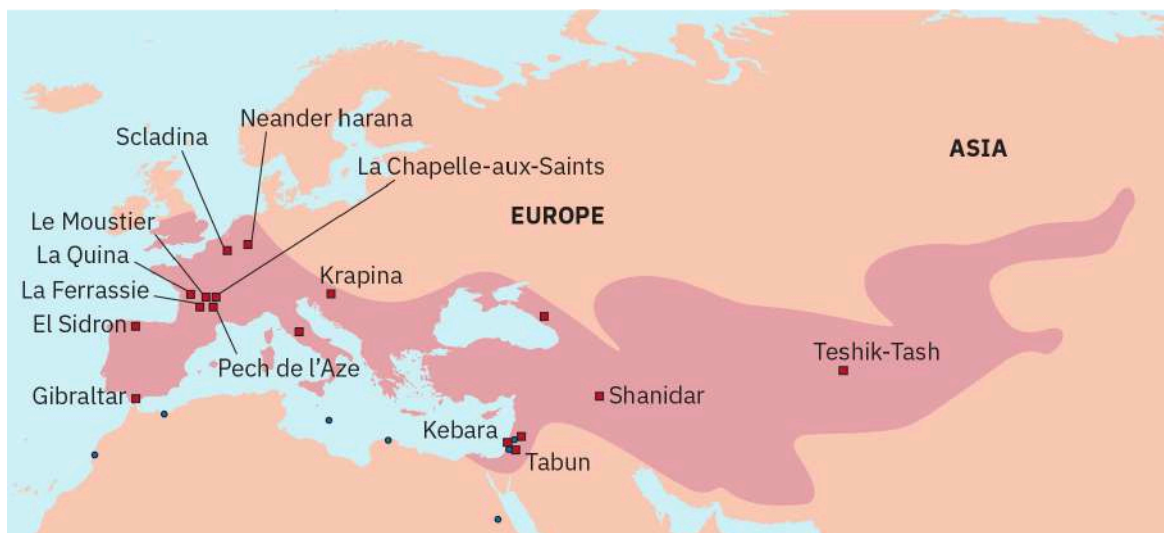 Neander harana
Scladina
La Chapelle-aux-Saints
ASIA
EUROPE
Le Moustier
La Quina
Krapina
La Ferrassie
El Sidron
Pech de l'Aze
Teshik-Tash
Gibraltar
Shanidar
Kebara
Tabun